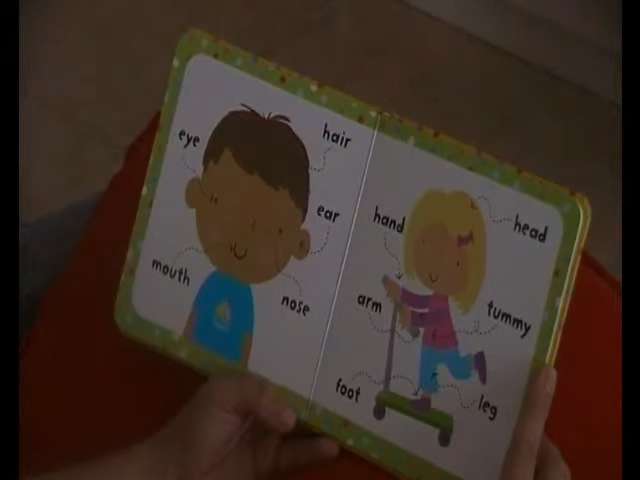 hair
eye
ear
mouth
nose
hand
head
arm
tummy
foot
leg